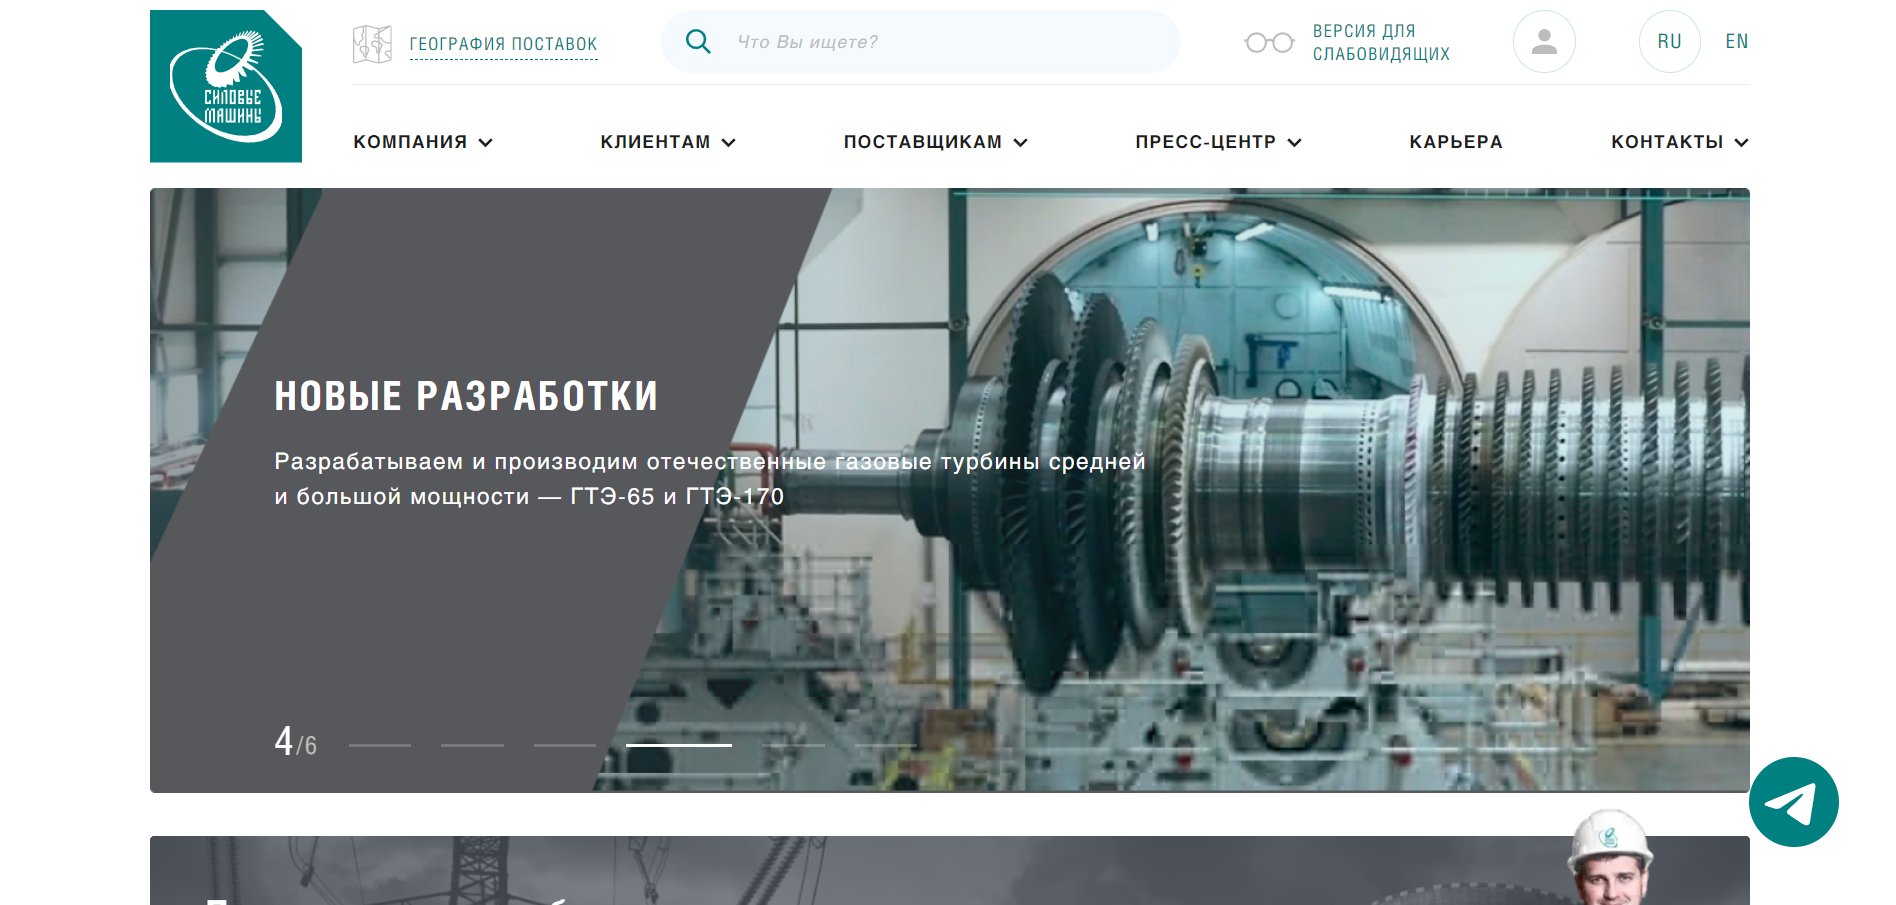 СИЛОВЫЕ
МАШИНЫ
ГЕОГРАФИЯ ПОСТАВОК
Что Вы ищете?
ВЕРСИЯ ДЛЯ
СЛАБОВИДЯЩИХ
RU
EN
КОМПАНИЯ
КЛИЕНТАМ
ПОСТАВЩИКАМ
ПРЕСС-ЦЕНТР
КАРЬЕРА
КОНТАКТЫ
НОВЫЕ РАЗРАБОТКИ
Разрабатываем и производим отечественные газовые турбины средней
и большой мощности — ГТЭ-65 и ГТЭ-170
4/6